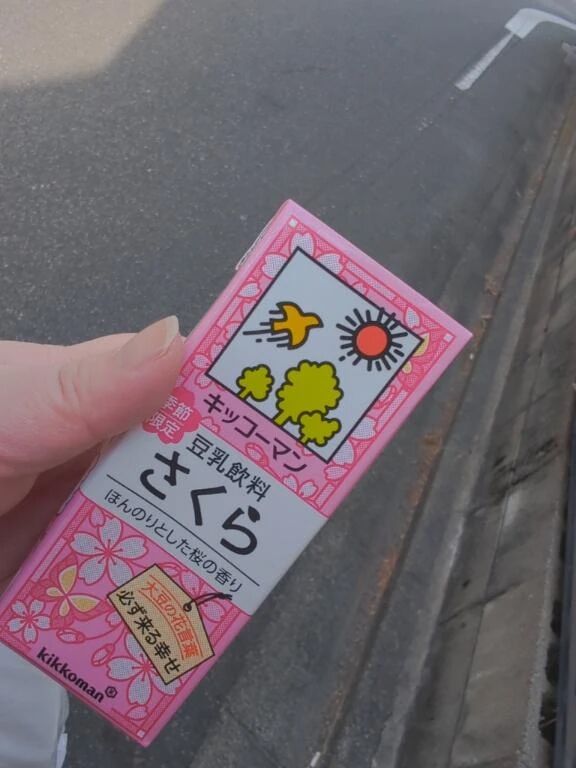 季節
限定
キッコーマン
豆乳飲料
さくら
ほんのりとした桜の香り
大豆の花言葉
必ず来る幸せ
kikkoman®